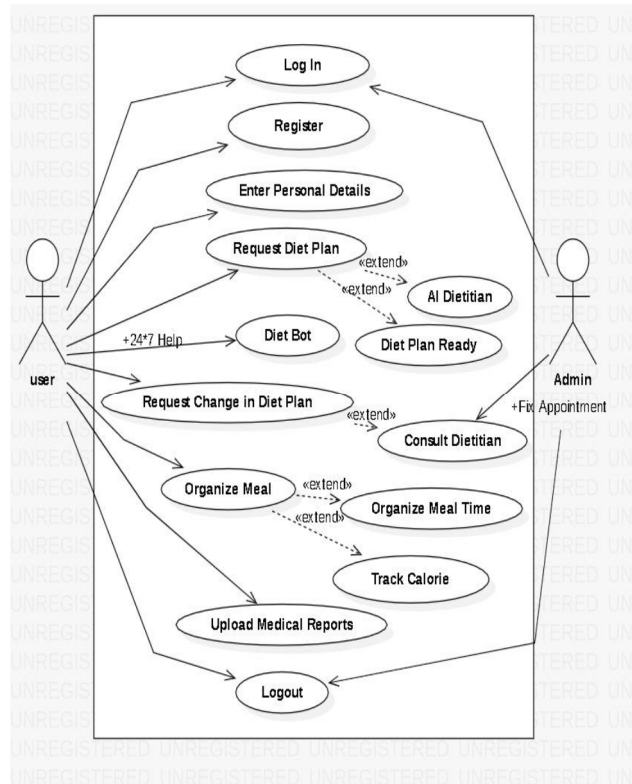 UNREGISTERED UNREGISTERED UNREGISTERED UNREGISTERED UN
Log In
Register
Enter Personal Details
Request Diet Plan
«extend»
«extend»
AI Dietitian
+24*7 Help
Diet Bot
Diet Plan Ready
user
Admin
Request Change in Diet Plan
+Fix Appointment
«extend»
Consult Dietitian
Organize Meal
«extend»
Organize Meal Time
«extend»
Track Calorie
Upload Medical Reports
Logout